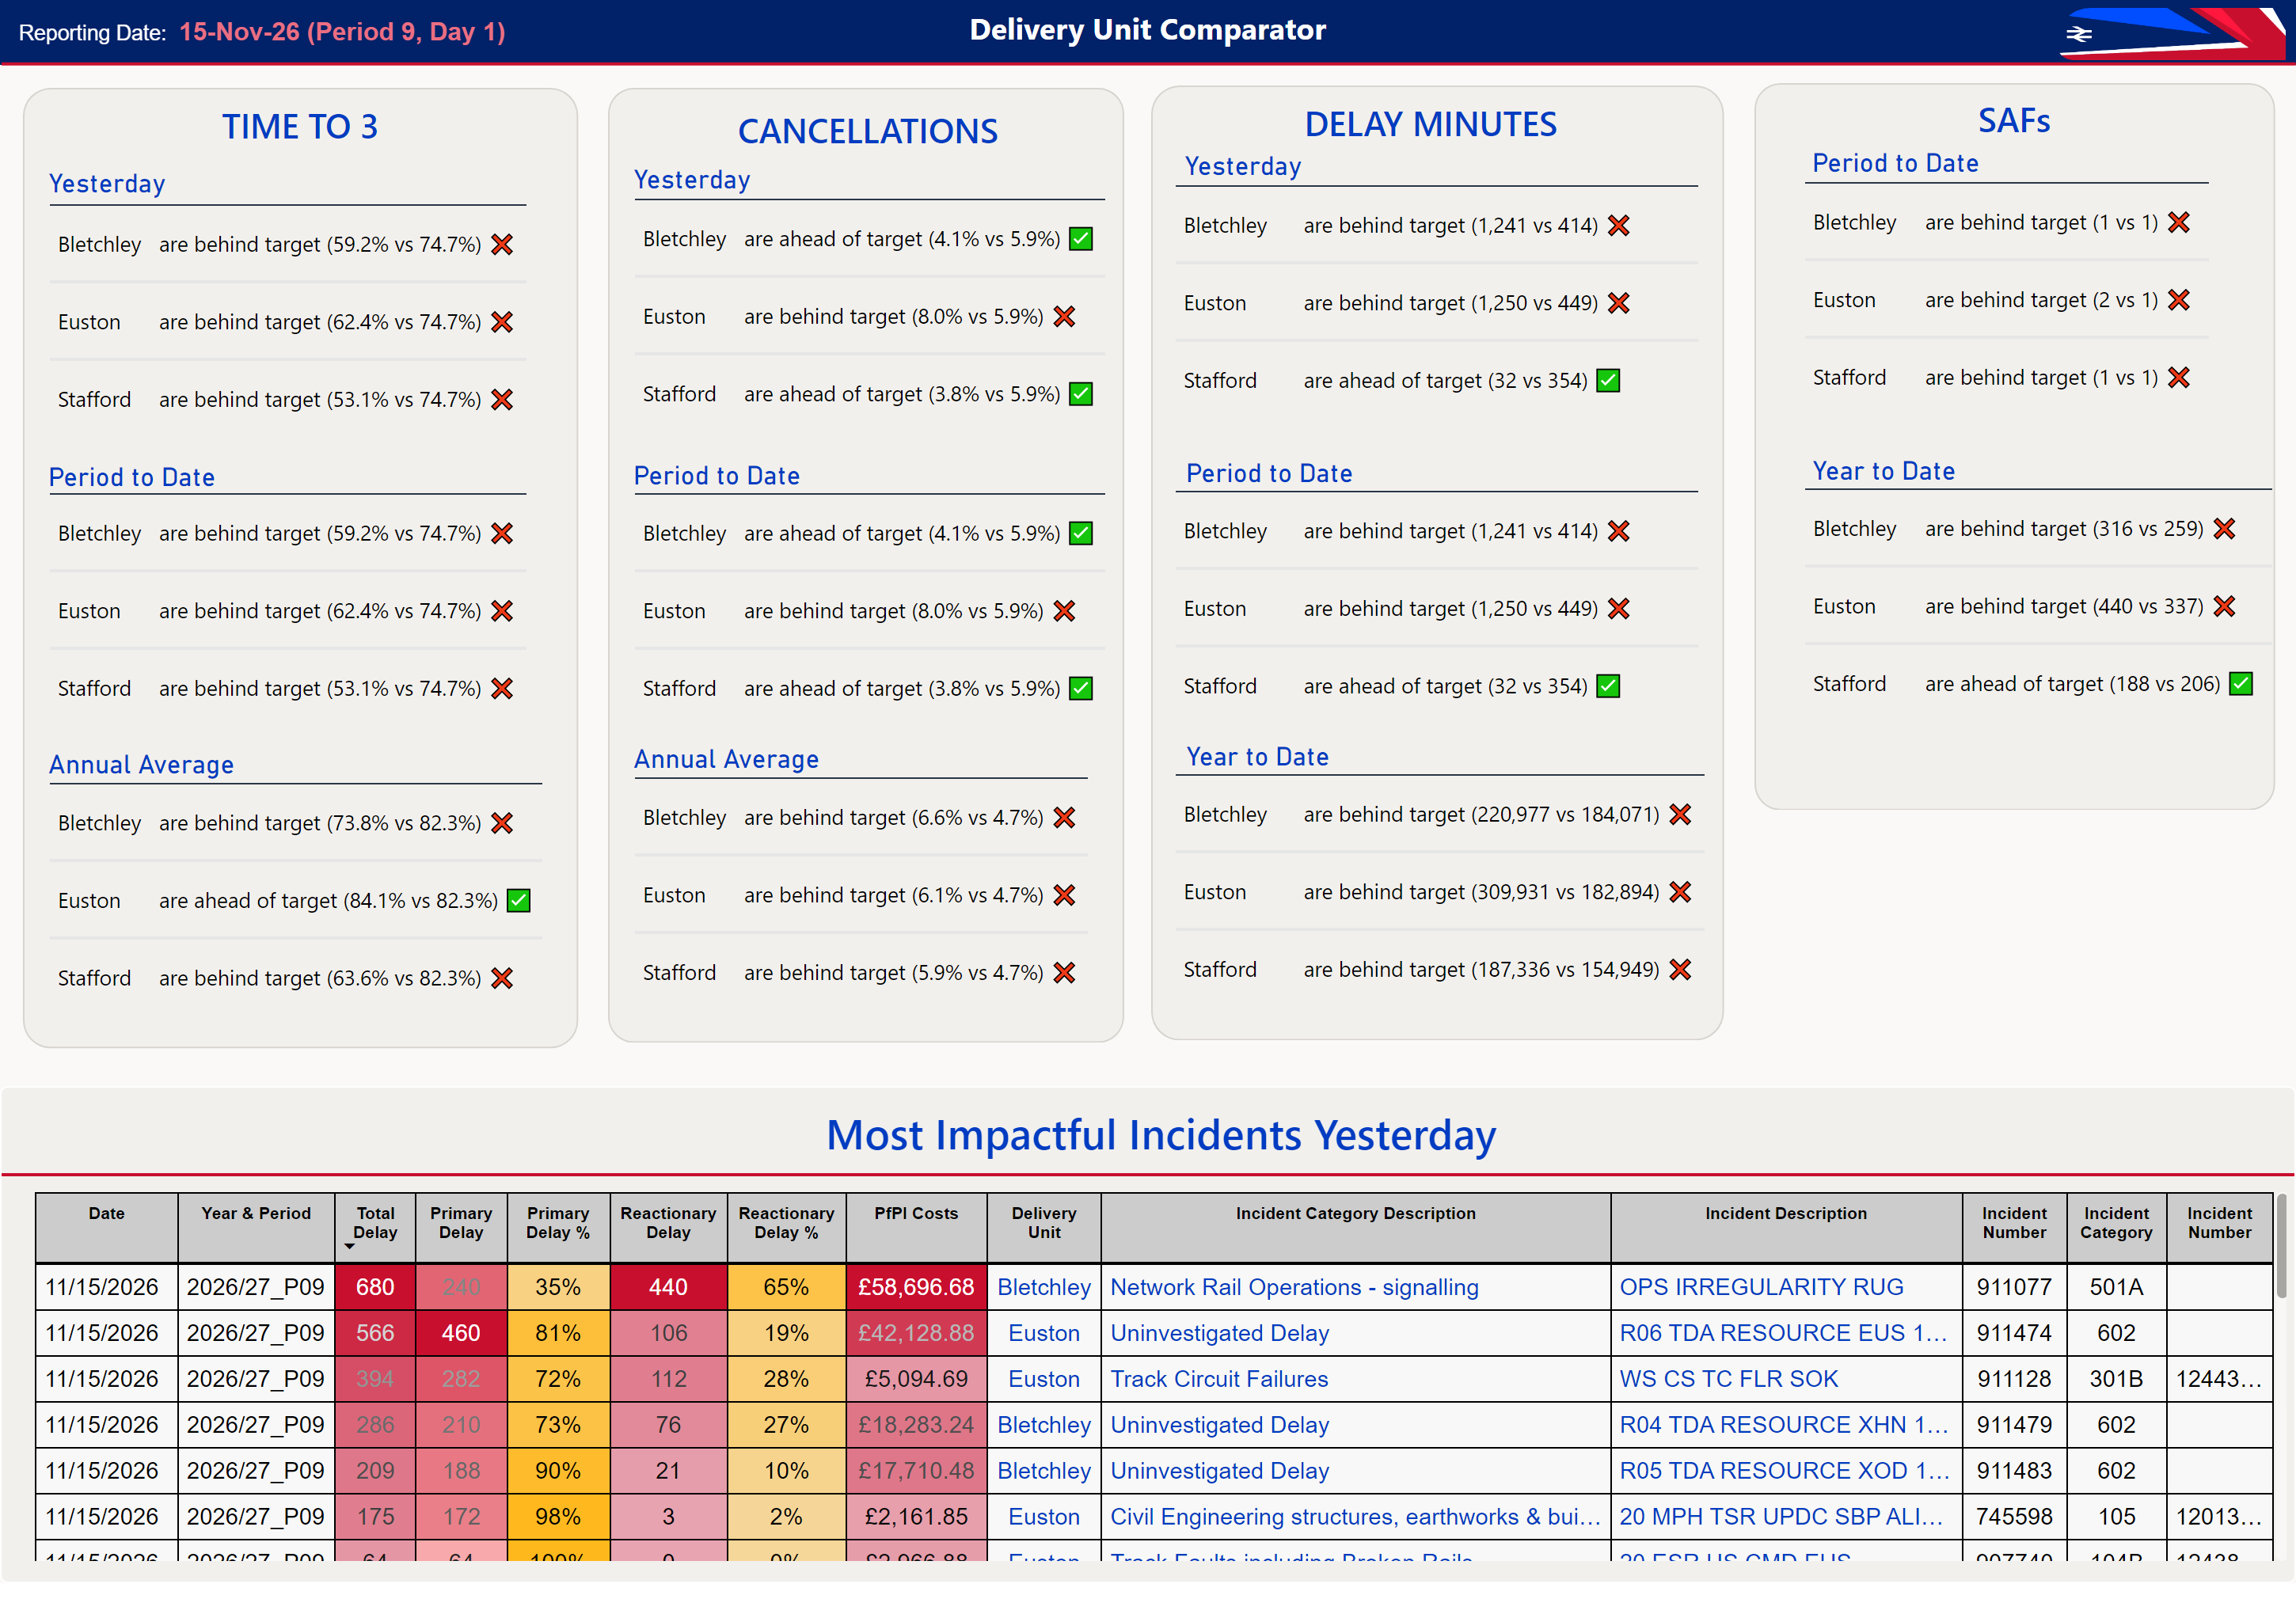 Reporting Date: 15-Nov-26 (Period 9, Day 1)
Delivery Unit Comparator
TIME TO 3
Yesterday
Bletchley are behind target (59.2% vs 74.7%) ❌
Euston are behind target (62.4% vs 74.7%) ❌
Stafford are behind target (53.1% vs 74.7%) ❌
Period to Date
Bletchley are behind target (59.2% vs 74.7%) ❌
Euston are behind target (62.4% vs 74.7%) ❌
Stafford are behind target (53.1% vs 74.7%) ❌
Annual Average
Bletchley are behind target (73.8% vs 82.3%) ❌
Euston are ahead of target (84.1% vs 82.3%) ✅
Stafford are behind target (63.6% vs 82.3%) ❌
CANCELLATIONS
Yesterday
Bletchley are ahead of target (4.1% vs 5.9%) ✅
Euston are behind target (8.0% vs 5.9%) ❌
Stafford are ahead of target (3.8% vs 5.9%) ✅
Period to Date
Bletchley are ahead of target (4.1% vs 5.9%) ✅
Euston are behind target (8.0% vs 5.9%) ❌
Stafford are ahead of target (3.8% vs 5.9%) ✅
Annual Average
Bletchley are behind target (6.6% vs 4.7%) ❌
Euston are behind target (6.1% vs 4.7%) ❌
Stafford are behind target (5.9% vs 4.7%) ❌
DELAY MINUTES
Yesterday
Bletchley are behind target (1,241 vs 414) ❌
Euston are behind target (1,250 vs 449) ❌
Stafford are ahead of target (32 vs 354) ✅
Period to Date
Bletchley are behind target (1,241 vs 414) ❌
Euston are behind target (1,250 vs 449) ❌
Stafford are ahead of target (32 vs 354) ✅
Year to Date
Bletchley are behind target (220,977 vs 184,071) ❌
Euston are behind target (309,931 vs 182,894) ❌
Stafford are behind target (187,336 vs 154,949) ❌
SAFs
Period to Date
Bletchley are behind target (1 vs 1) ❌
Euston are behind target (2 vs 1) ❌
Stafford are behind target (1 vs 1) ❌
Year to Date
Bletchley are behind target (316 vs 259) ❌
Euston are behind target (440 vs 337) ❌
Stafford are ahead of target (188 vs 206) ✅
Most Impactful Incidents Yesterday
Date Year & Period Total Delay Primary Delay Primary Delay % Reactionary Delay Reactionary Delay % PfPI Costs Delivery Unit Incident Category Description Incident Description Incident Number Incident Category Incident Number
11/15/2026 2026/27_P09 680 240 35% 440 65% £58,696.68 Bletchley Network Rail Operations - signalling OPS IRREGULARITY RUG 911077 501A
11/15/2026 2026/27_P09 566 460 81% 106 19% £42,128.88 Euston Uninvestigated Delay R06 TDA RESOURCE EUS 1... 911474 602
11/15/2026 2026/27_P09 394 282 72% 112 28% £5,094.69 Euston Track Circuit Failures WS CS TC FLR SOK 911128 301B 12443...
11/15/2026 2026/27_P09 286 210 73% 76 27% £18,283.24 Bletchley Uninvestigated Delay R04 TDA RESOURCE XHN 1... 911479 602
11/15/2026 2026/27_P09 209 188 90% 21 10% £17,710.48 Bletchley Uninvestigated Delay R05 TDA RESOURCE XOD 1... 911483 602
11/15/2026 2026/27_P09 175 172 98% 3 2% £2,161.85 Euston Civil Engineering structures, earthworks & bui... 20 MPH TSR UPDC SBP ALI... 745598 105 12013...
11/15/2026 2026/27_P09 64 64 100% 0 0% Euston Track Faults including Broken Rails